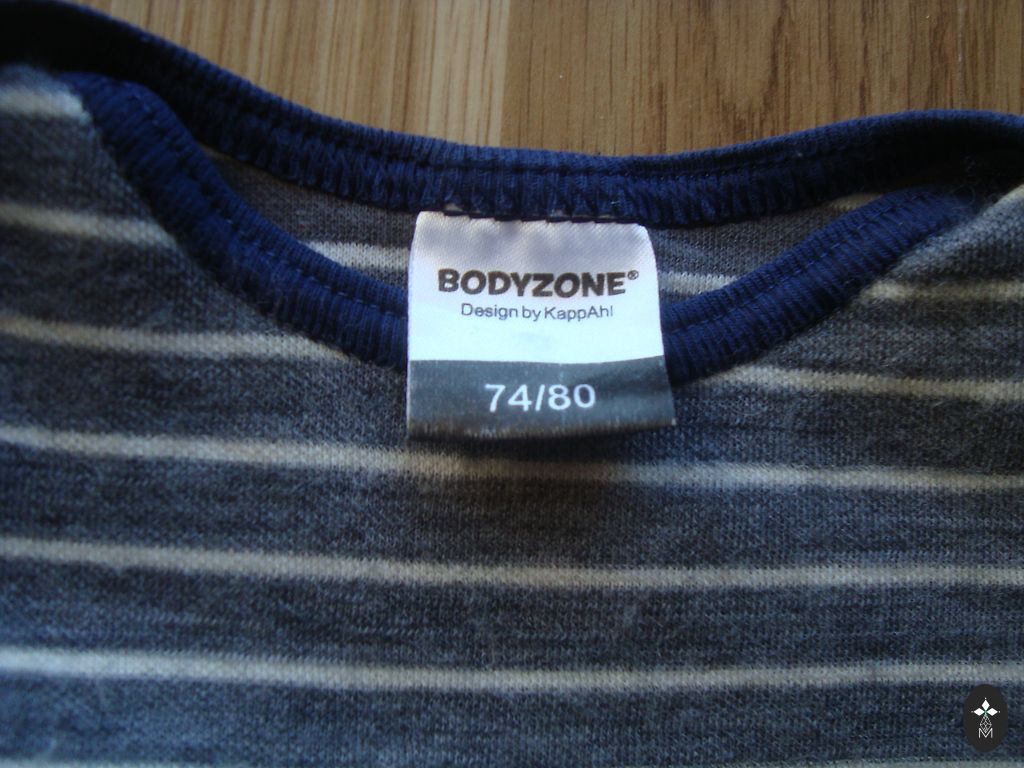 BODYZONE®
Design by KappAhl
74/80
M